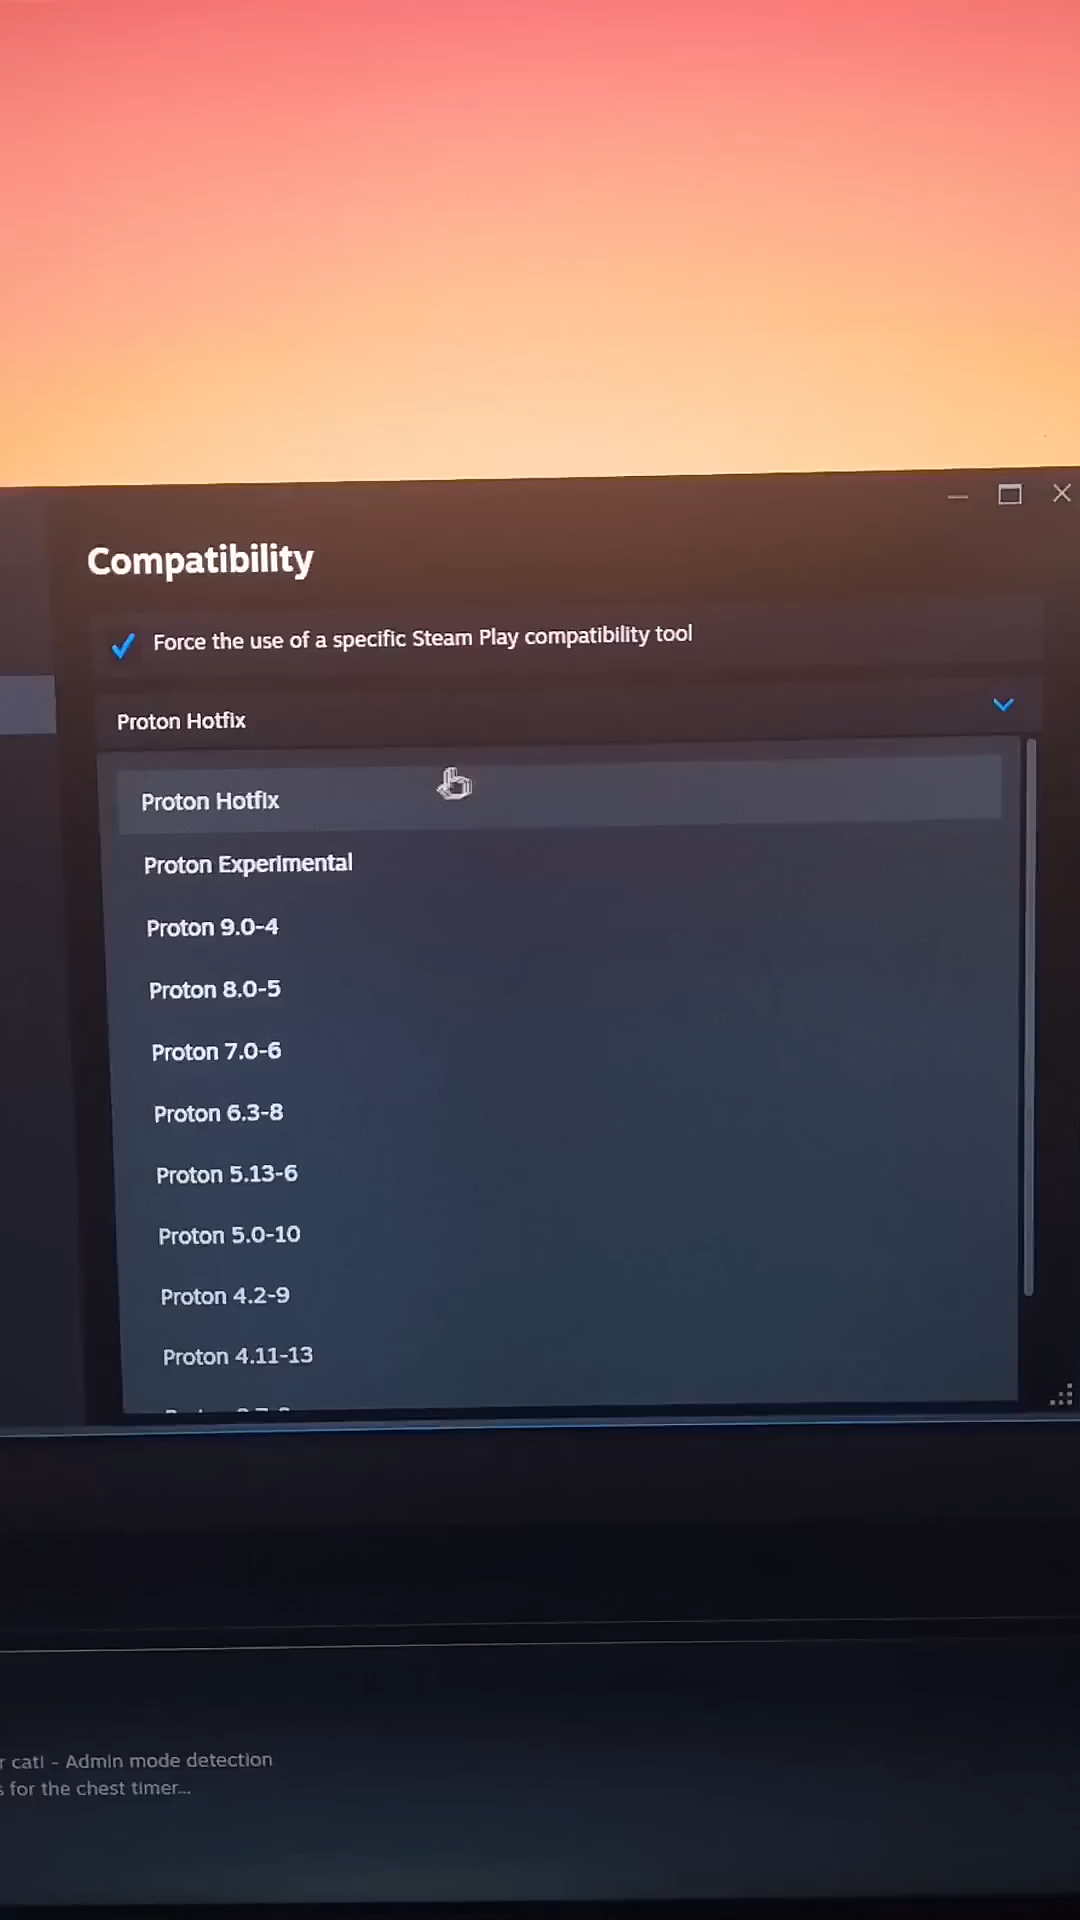 Compatibility
Force the use of a specific Steam Play compatibility tool
Proton Hotfix
Proton Hotfix
Proton Experimental
Proton 9.0-4
Proton 8.0-5
Proton 7.0-6
Proton 6.3-8
Proton 5.13-6
Proton 5.0-10
Proton 4.2-9
Proton 4.11-13
r cat! - Admin mode detection
s for the chest timer...